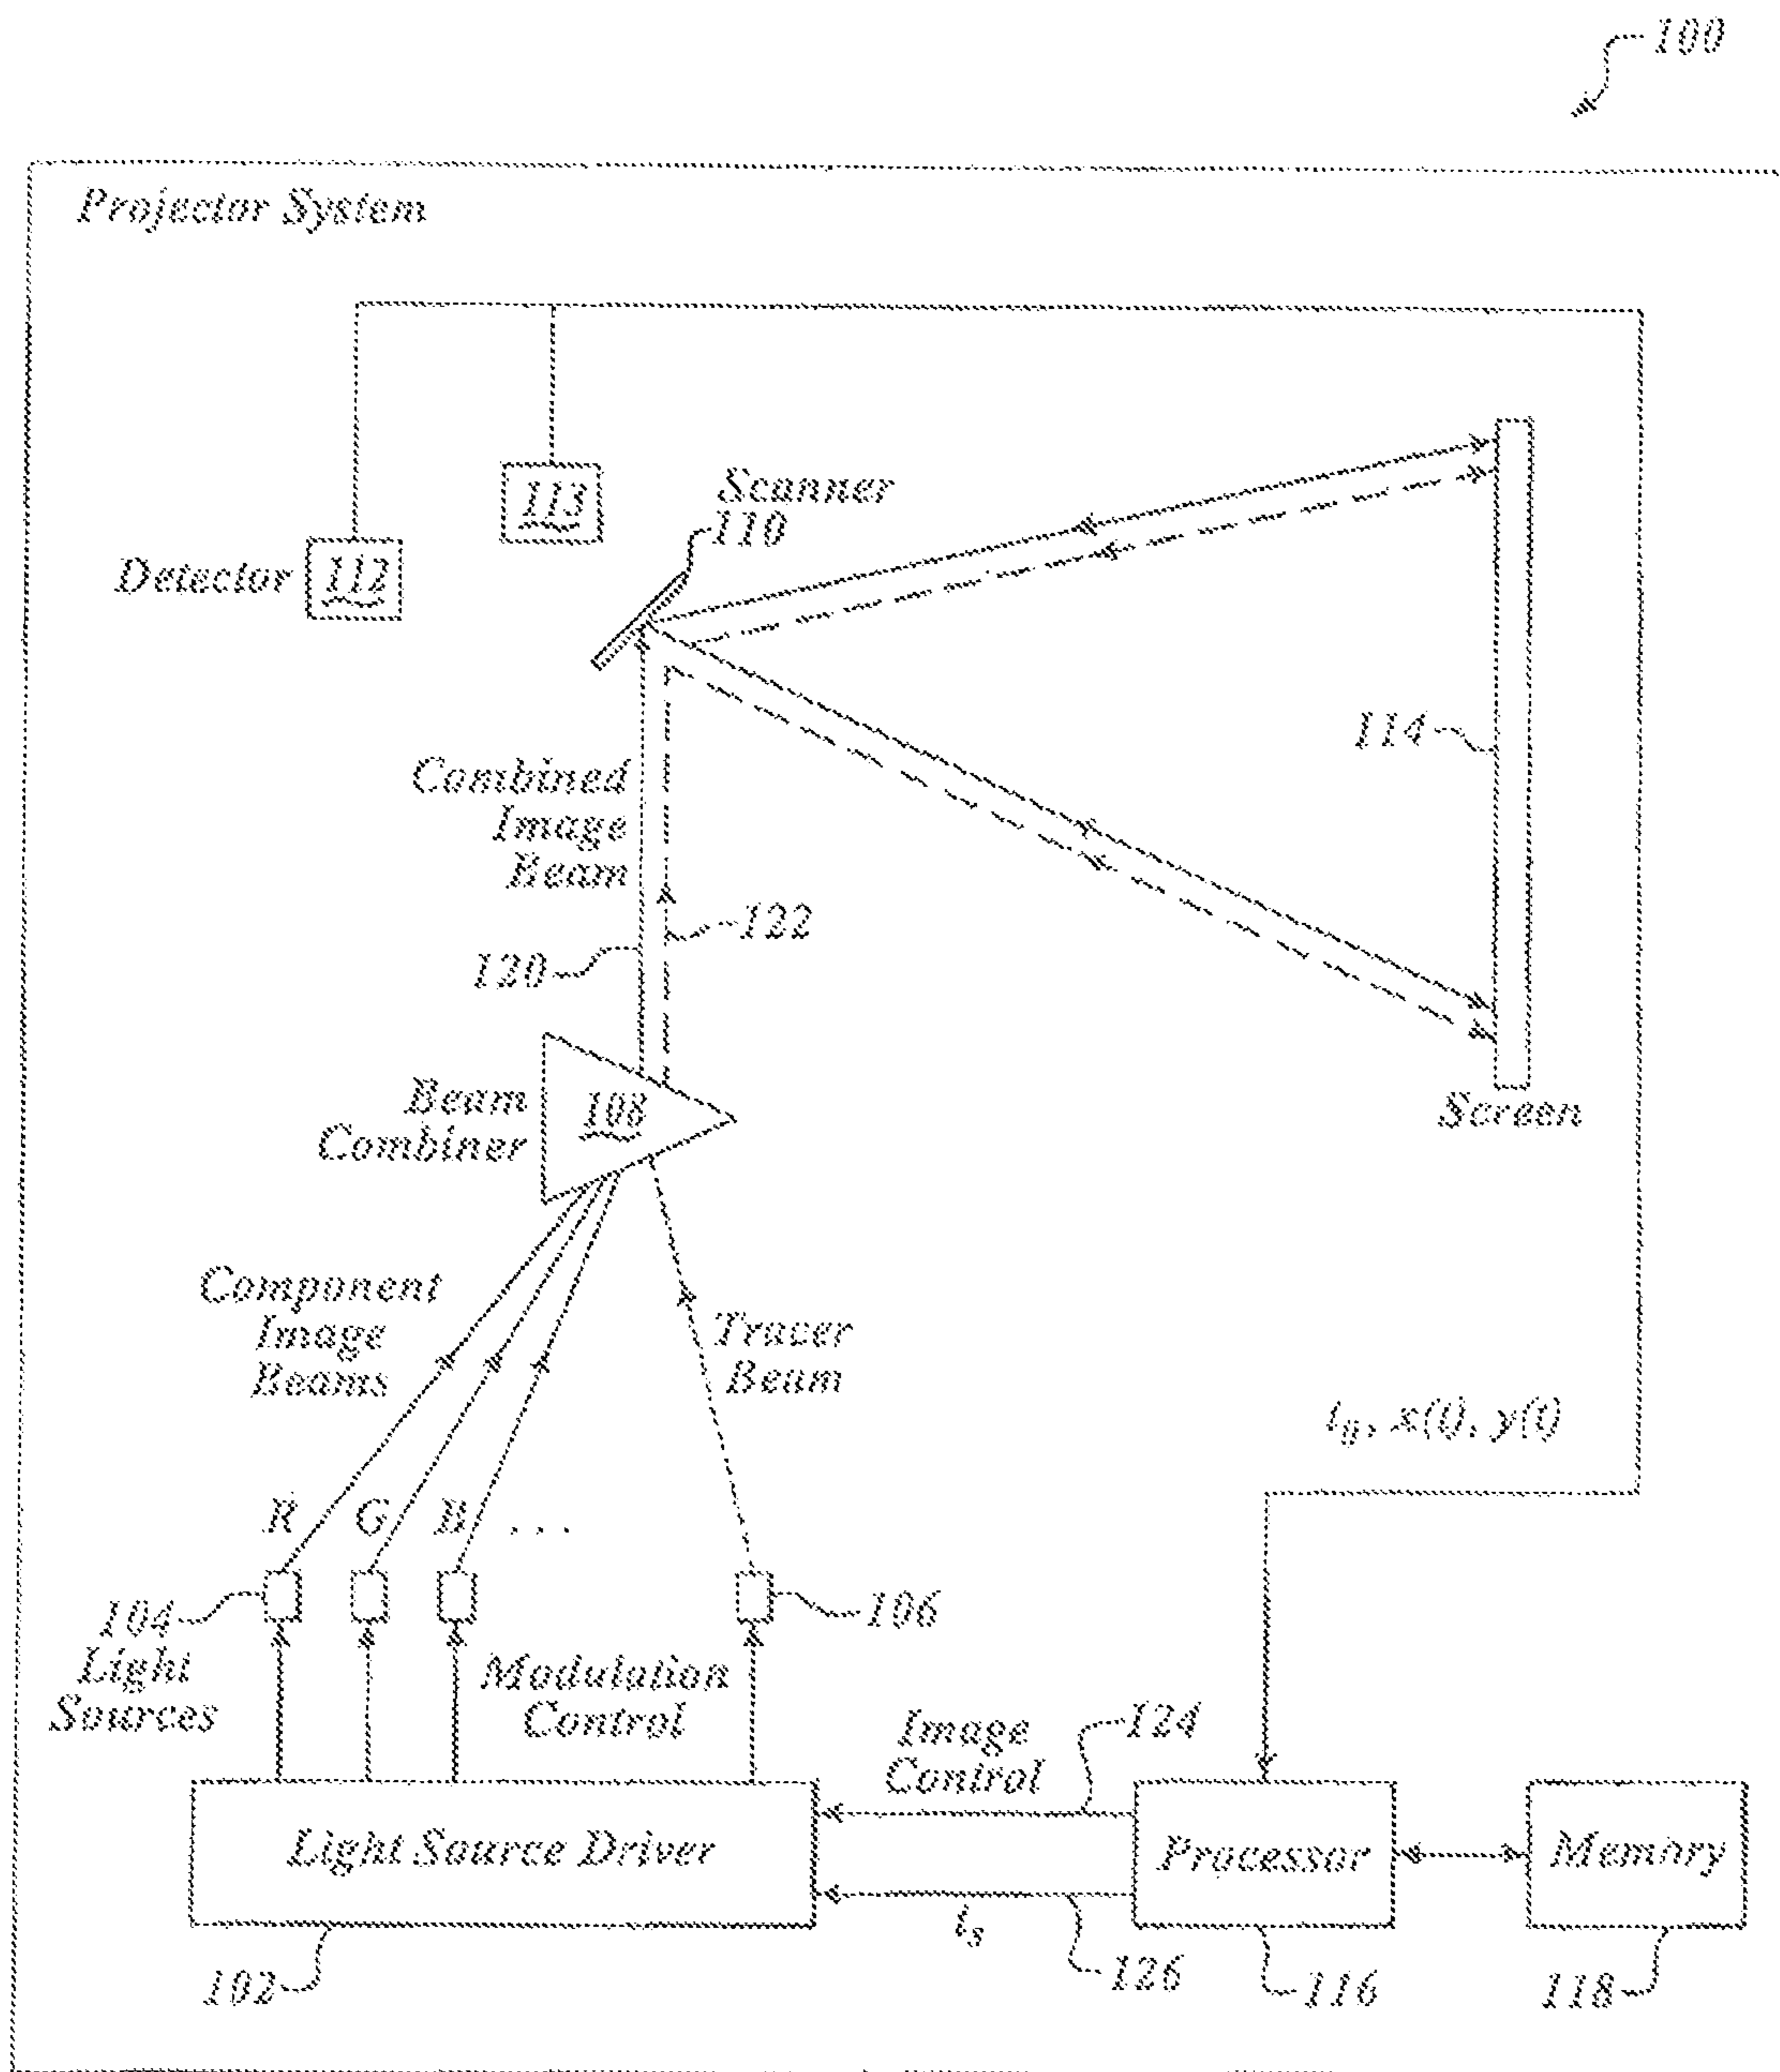 100
Projector System
113
Scanner
110
Detector
112
114
Combined
Image
Beam
122
120
Beam
Combiner
108
Screen
Component
Image
Beams
Tracer
Beam
t₀, x(t), y(t)
R G B ...
104
106
Light
Sources
Modulation
Control
Image
Control
124
Light Source Driver
Processor
Memory
tₛ
102
126
116
118